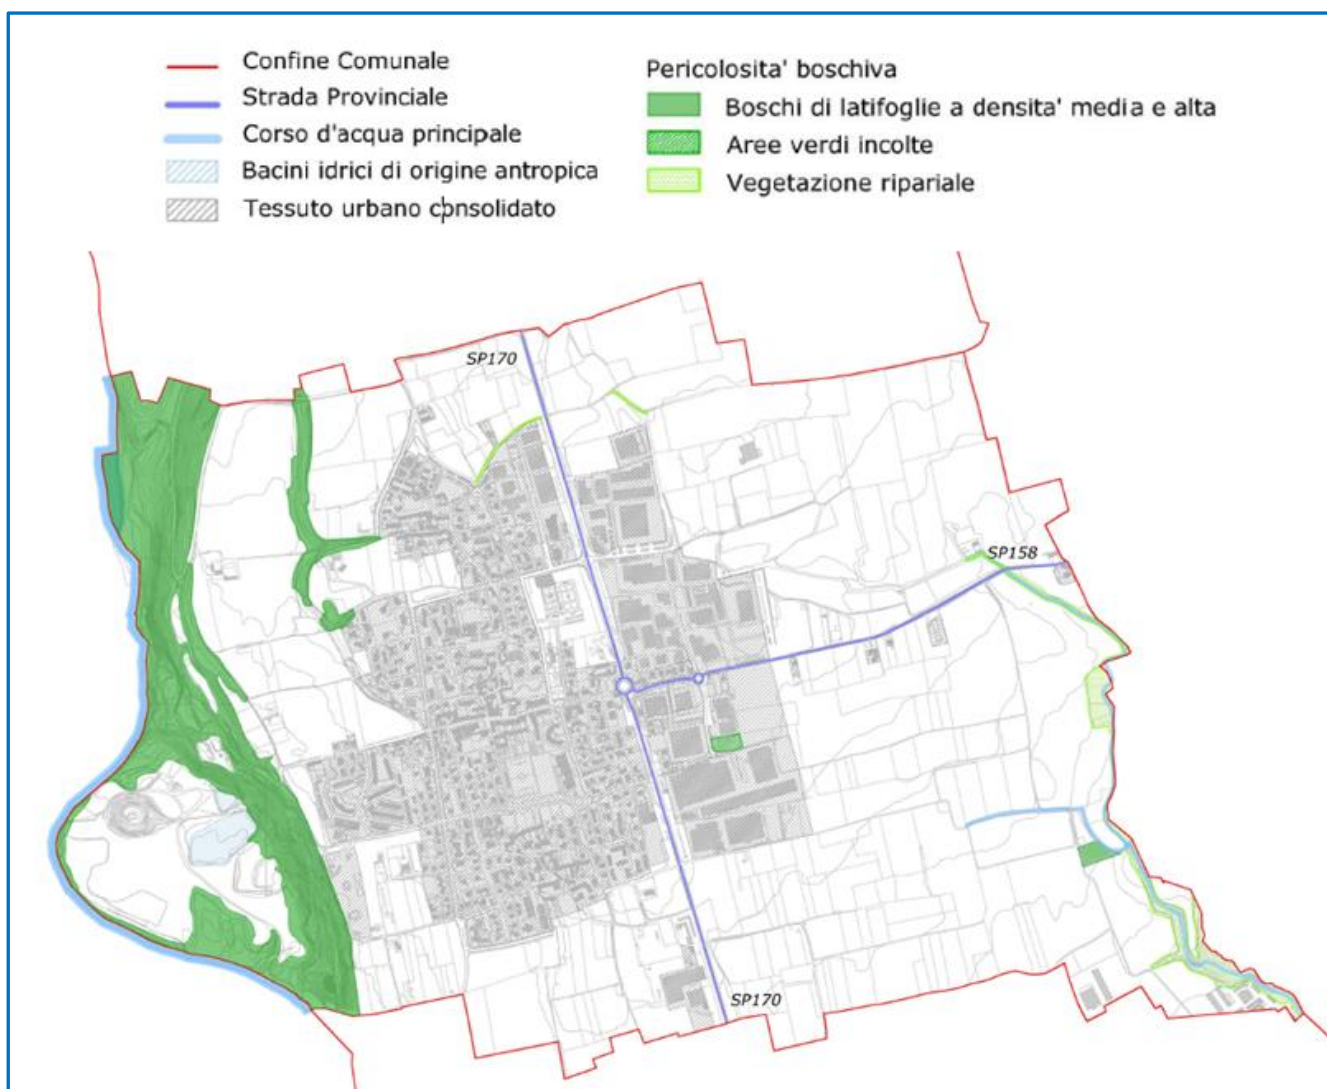 Confine Comunale
Strada Provinciale
Corso d'acqua principale
Bacini idrici di origine antropica
Tessuto urbano consolidato
Pericolosita' boschiva
Boschi di latifoglie a densita' media e alta
Aree verdi incolte
Vegetazione ripariale
SP170
SP158
SP170